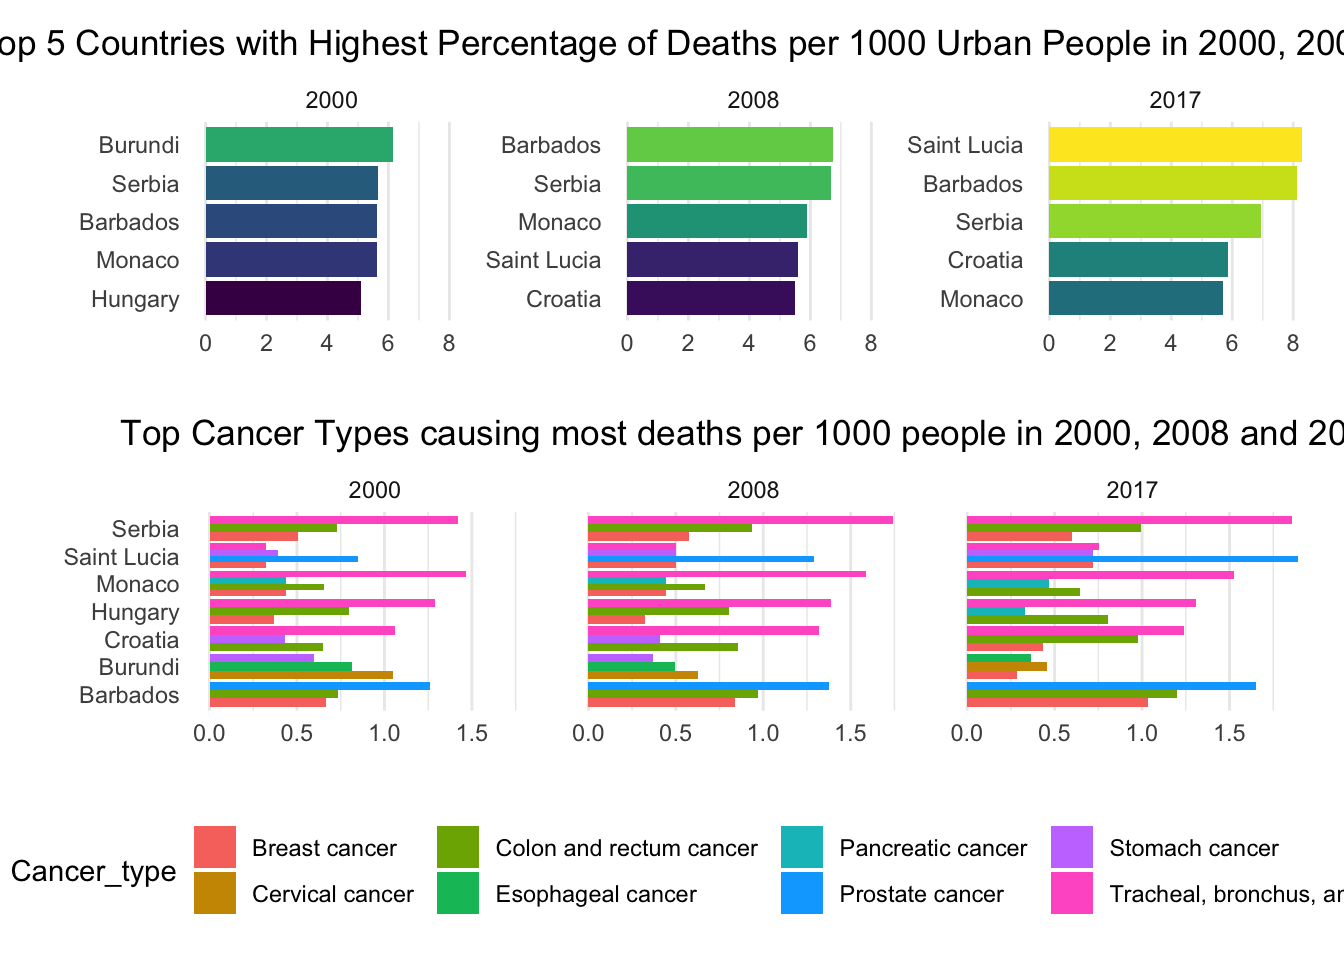 op 5 Countries with Highest Percentage of Deaths per 1000 Urban People in 2000, 200
2000 2008 2017
Burundi Barbados Saint Lucia
Serbia Serbia Barbados
Barbados Monaco Serbia
Monaco Saint Lucia Croatia
Hungary Croatia Monaco
0 2 4 6 8 0 2 4 6 8 0 2 4 6 8
Top Cancer Types causing most deaths per 1000 people in 2000, 2008 and 20
2000 2008 2017
Serbia
Saint Lucia
Monaco
Hungary
Croatia
Burundi
Barbados
0.0 0.5 1.0 1.5 0.0 0.5 1.0 1.5 0.0 0.5 1.0 1.5
Cancer_type
Breast cancer Colon and rectum cancer Pancreatic cancer Stomach cancer
Cervical cancer Esophageal cancer Prostate cancer Tracheal, bronchus, an